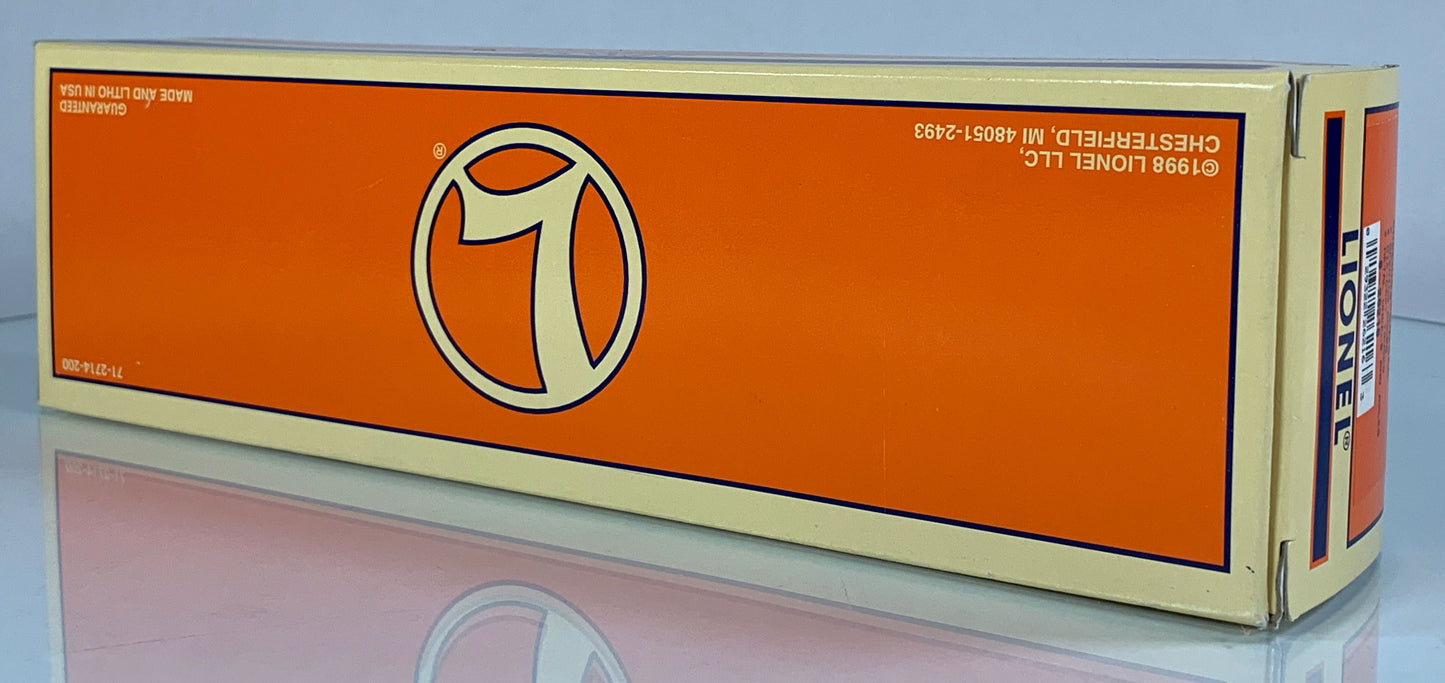 ©1998 LIONEL LLC,
CHESTERFIELD, MI 48051-2493
L
®
GUARANTEED
MADE AND LITHO IN USA
71-2714-200
LIONEL®